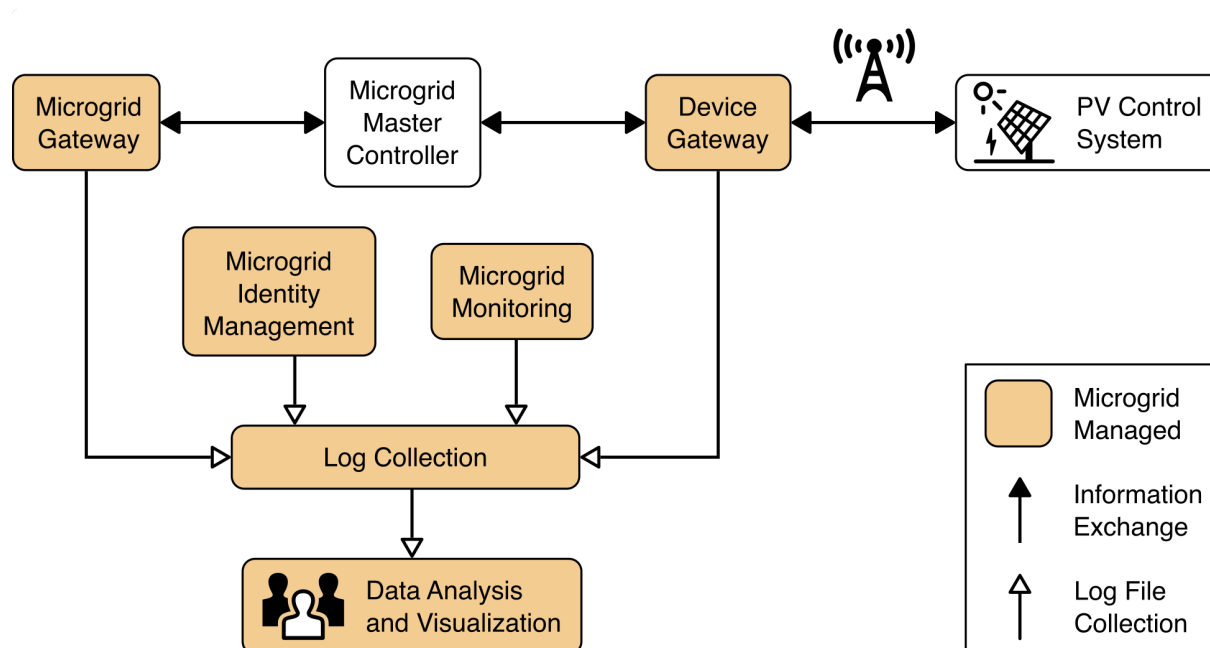 Microgrid
Gateway
Microgrid
Master
Controller
Device
Gateway
PV Control
System
Microgrid
Identity
Management
Microgrid
Monitoring
Log Collection
Data Analysis
and Visualization
Microgrid
Managed
Information
Exchange
Log File
Collection